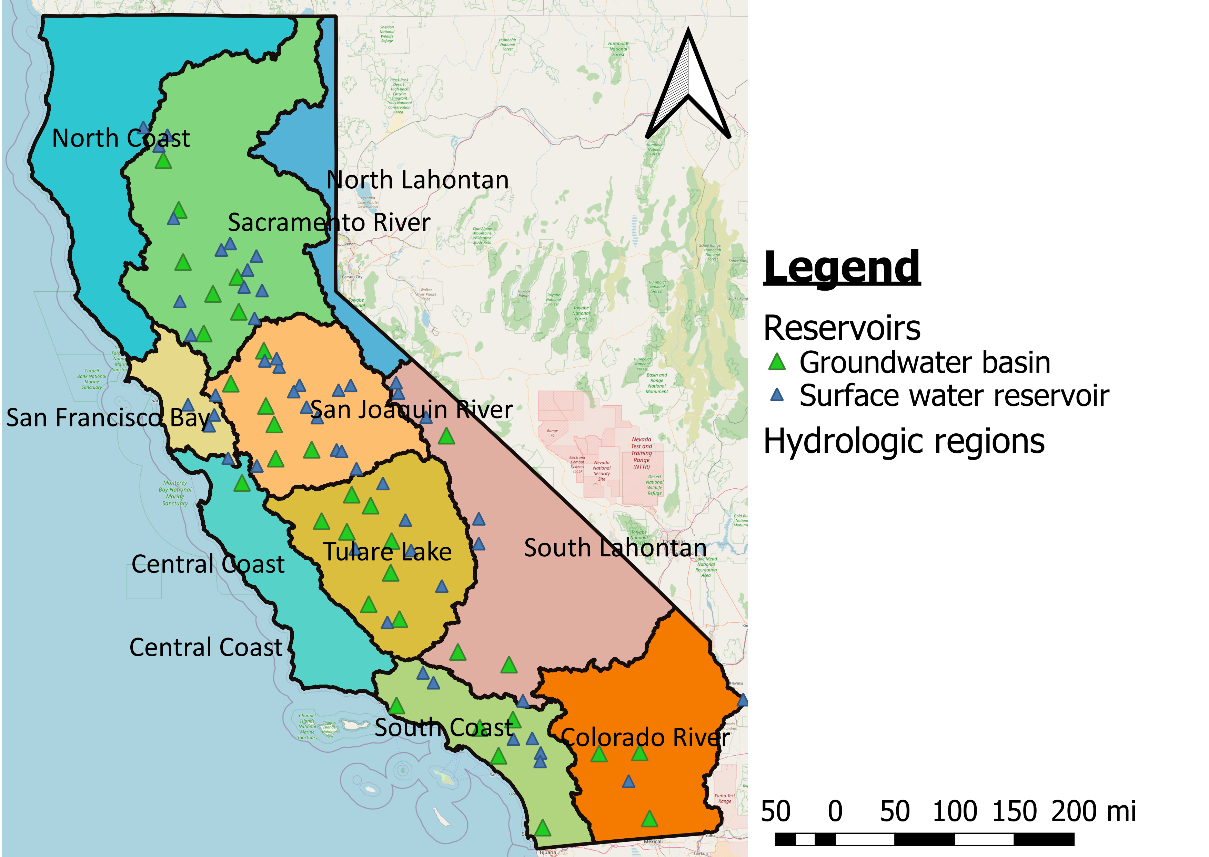 North Coast
North Lahontan
Sacramento River
San Joaquin River
San Francisco Bay
Central Coast
Tulare Lake
South Lahontan
Central Coast
South Coast
Colorado River
Legend
Reservoirs
Groundwater basin
Surface water reservoir
Hydrologic regions
50 0 50 100 150 200 mi